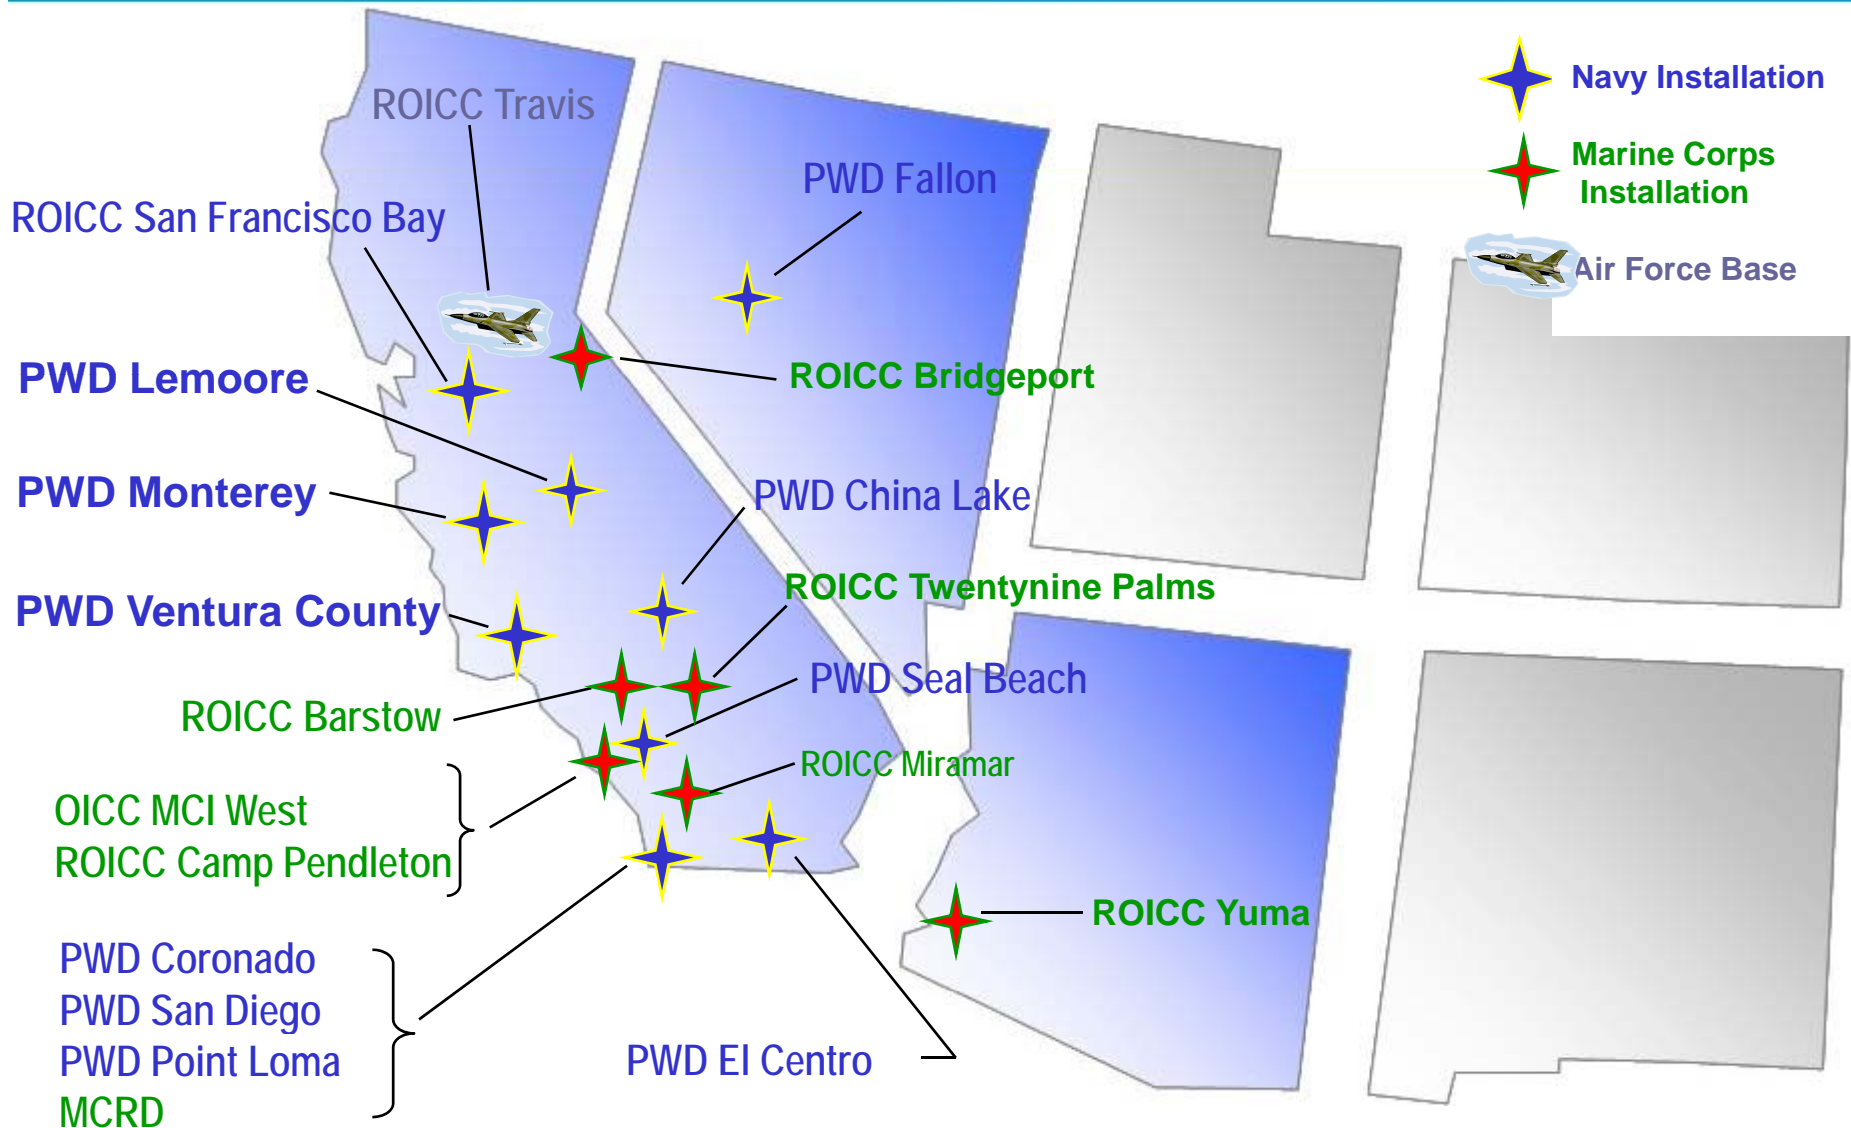 Navy Installation
Marine Corps
Installation
Air Force Base
ROICC Travis
PWD Fallon
ROICC San Francisco Bay
PWD Lemoore
ROICC Bridgeport
PWD Monterey
PWD China Lake
ROICC Twentynine Palms
PWD Ventura County
PWD Seal Beach
ROICC Barstow
ROICC Miramar
OICC MCI West
ROICC Camp Pendleton
ROICC Yuma
PWD Coronado
PWD San Diego
PWD Point Loma
MCRD
PWD El Centro